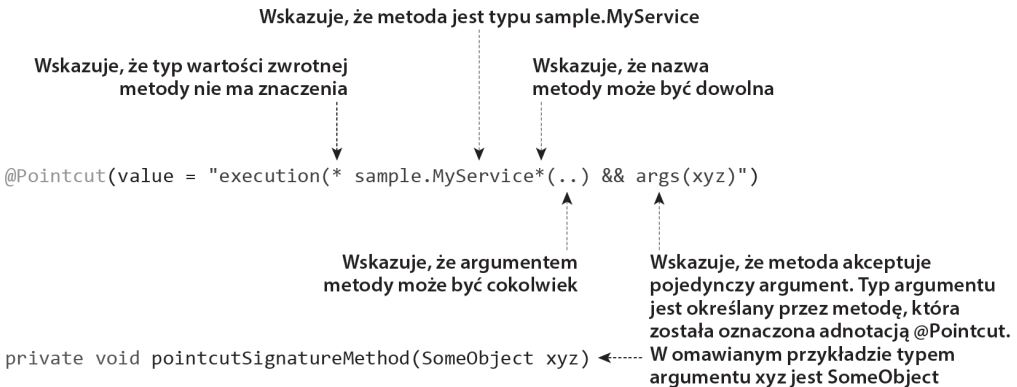 Wskazuje, że metoda jest typu sample.MyService
Wskazuje, że typ wartości zwrotnej
metody nie ma znaczenia
Wskazuje, że nazwa
metody może być dowolna
@Pointcut(value = "execution(* sample.MyService*(..) && args(xyz)")
Wskazuje, że argumentem
metody może być cokolwiek
Wskazuje, że metoda akceptuje
pojedynczy argument. Typ argumentu
jest określany przez metodę, która
została oznaczona adnotacją @Pointcut.
W omawianym przykładzie typem
argumentu xyz jest SomeObject
private void pointcutSignatureMethod(SomeObject xyz)